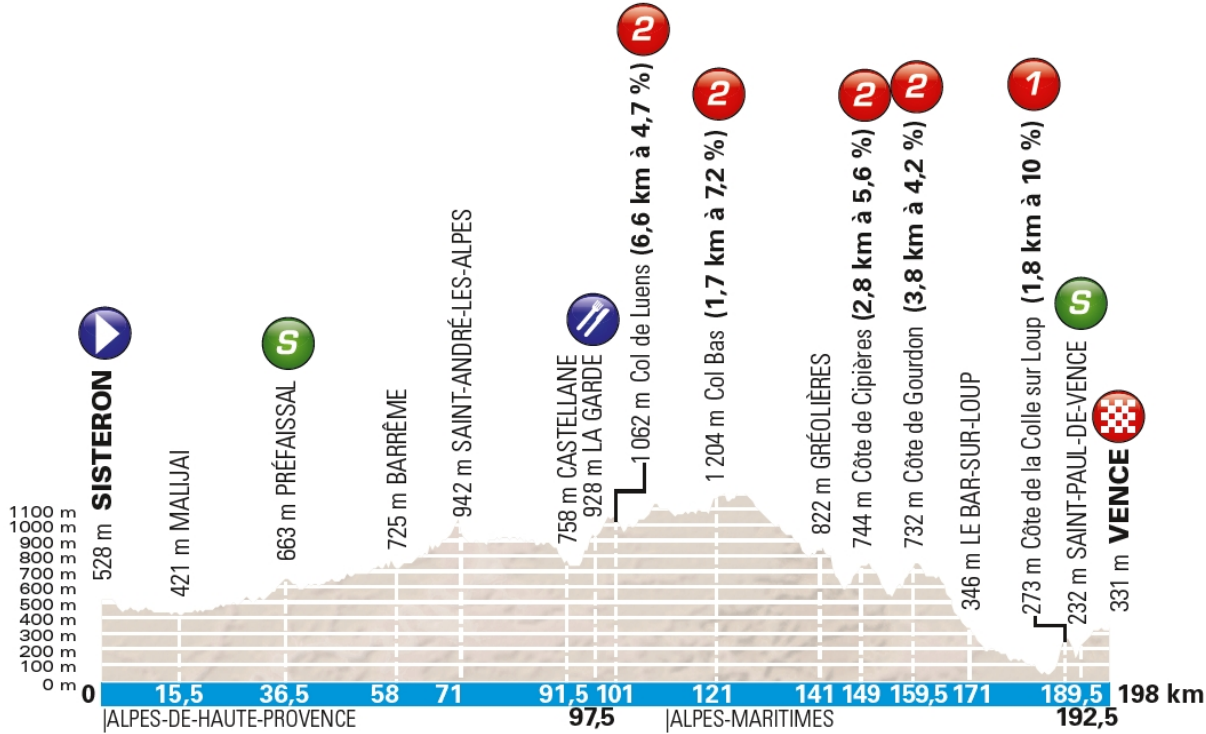 2
2
2
2
1
S
S
528 m SISTERON
421 m MALIJAI
663 m PRÉFAISSAL
725 m BARRÊME
942 m SAINT-ANDRÉ-LES-ALPES
758 m CASTELLANE
928 m LA GARDE
1 062 m Col de Luens (6,6 km à 4,7 %)
1 204 m Col Bas (1,7 km à 7,2 %)
822 m GRÉOLIÈRES
744 m Côte de Cipières (2,8 km à 5,6 %)
732 m Côte de Gourdon (3,8 km à 4,2 %)
346 m LE BAR-SUR-LOUP
273 m Côte de la Colle sur Loup (1,8 km à 10 %)
232 m SAINT-PAUL-DE-VENCE
331 m VENCE
1100 m
1000 m
900 m
800 m
700 m
600 m
500 m
400 m
300 m
200 m
100 m
0 m
0 15,5 36,5 58 71 91,5 101 121 141 149 159,5 171 189,5 198 km
|ALPES-DE-HAUTE-PROVENCE 97,5 |ALPES-MARITIMES 192,5